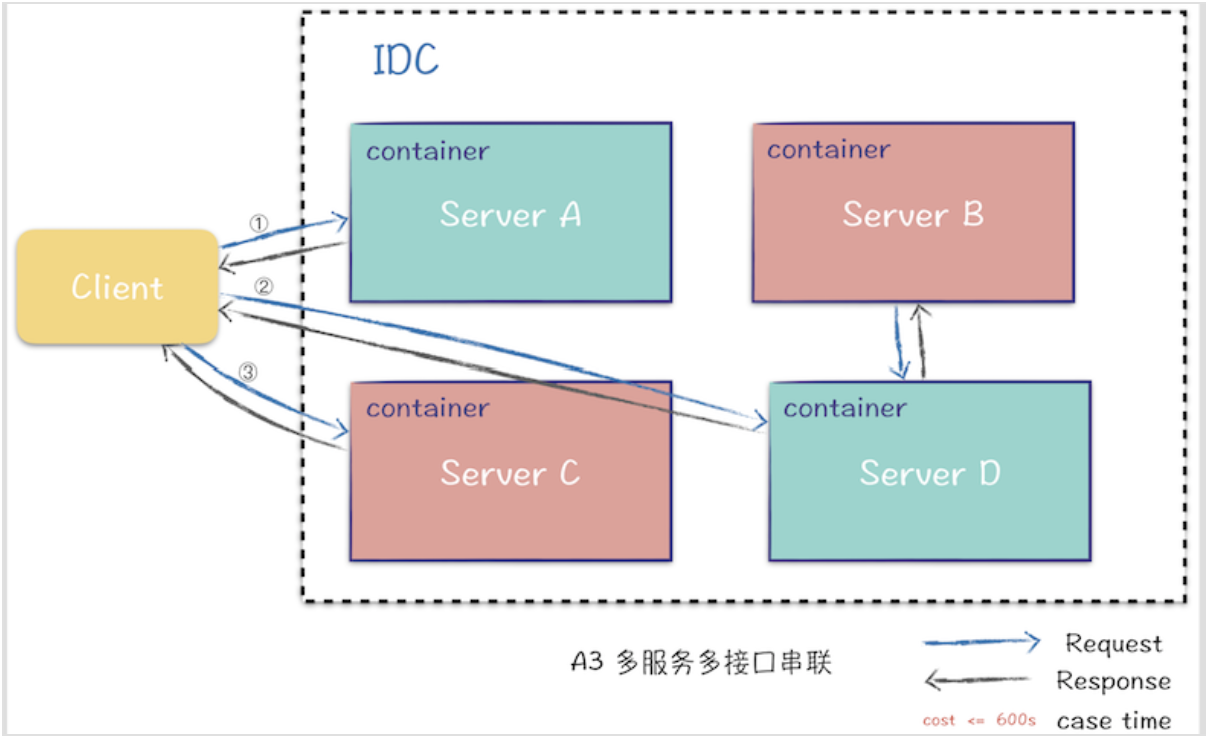 IDC
container
Server A
container
Server B
①
Client
②
③
container
Server C
container
Server D
A3 多服务多接口串联
Request
Response
cost <= 600s case time